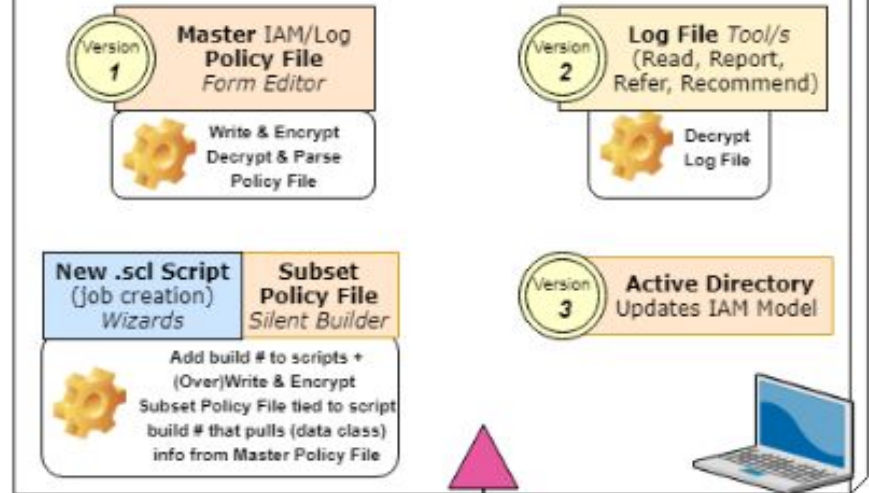 Version
1
Master IAM/Log
Policy File
Form Editor
Write & Encrypt
Decrypt & Parse
Policy File
Version
2
Log File Tool/s
(Read, Report,
Refer, Recommend)
Decrypt
Log File
New .scl Script
(job creation)
Wizards
Subset
Policy File
Silent Builder
Add build # to scripts +
(Over)Write & Encrypt
Subset Policy File tied to script
build # that pulls (data class)
info from Master Policy File
Version
3
Active Directory
Updates IAM Model